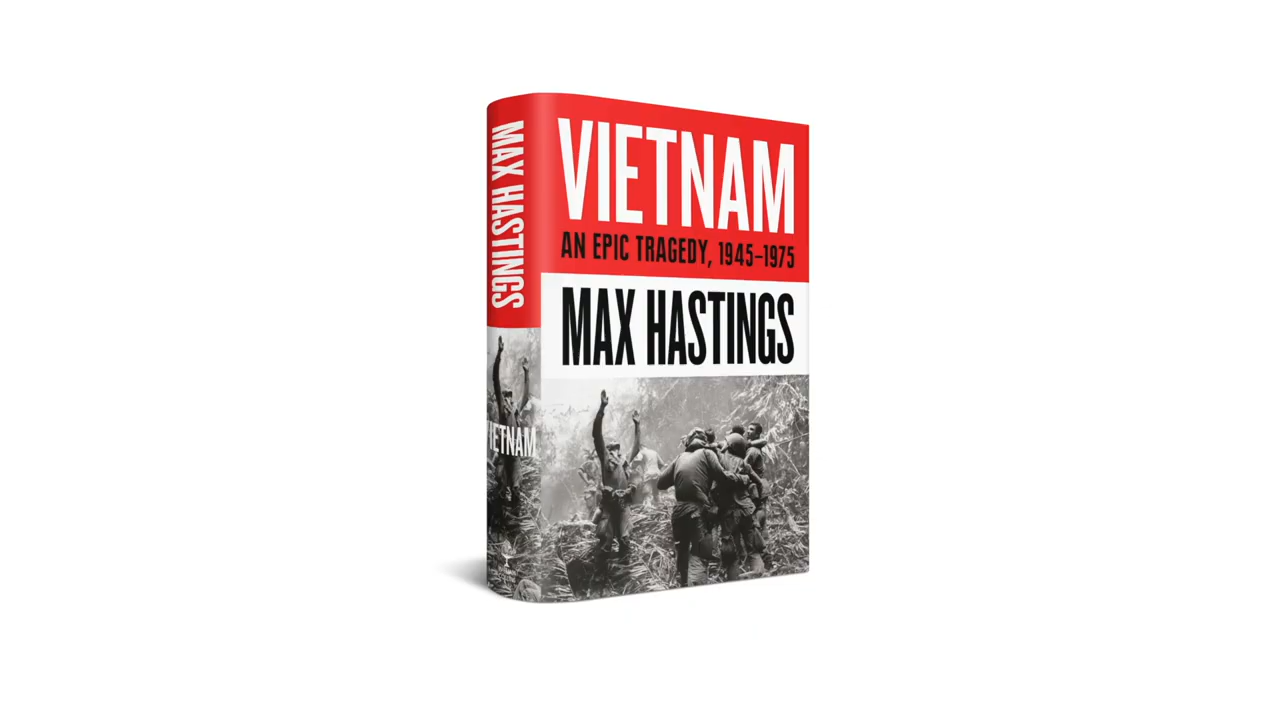 MAX HASTINGS
VIETNAM
VIETNAM
AN EPIC TRAGEDY, 1945–1975
MAX HASTINGS